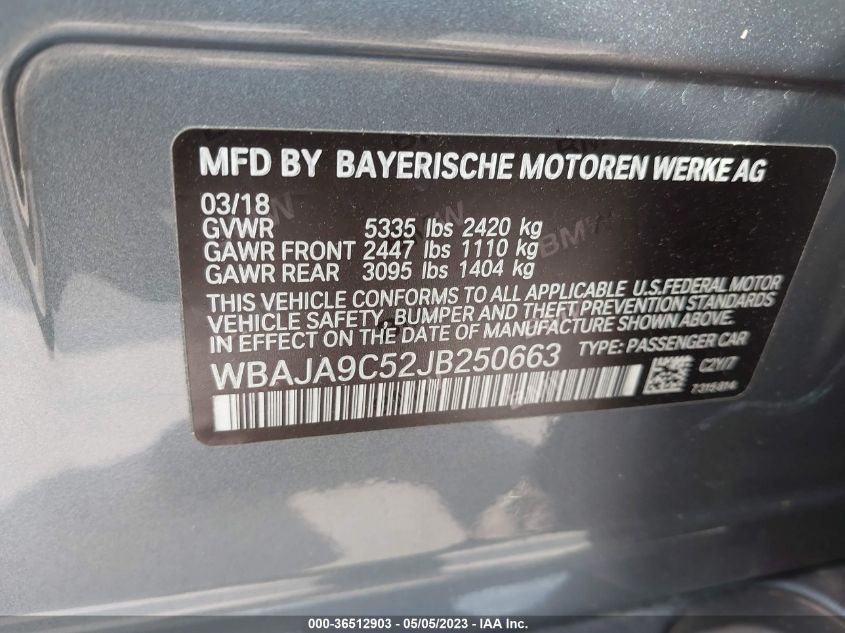 MFD BY BAYERISCHE MOTOREN WERKE AG
03/18
GVWR 5335 lbs 2420 kg
GAWR FRONT 2447 lbs 1110 kg
GAWR REAR 3095 lbs 1404 kg
THIS VEHICLE CONFORMS TO ALL APPLICABLE U.S.FEDERAL MOTOR
VEHICLE SAFETY, BUMPER AND THEFT PREVENTION STANDARDS
IN EFFECT ON THE DATE OF MANUFACTURE SHOWN ABOVE.
WBAJA9C52JB250663 TYPE: PASSENGER CAR
C2Y/7
7315814
000-36512903 - 05/05/2023 - IAA, Inc.